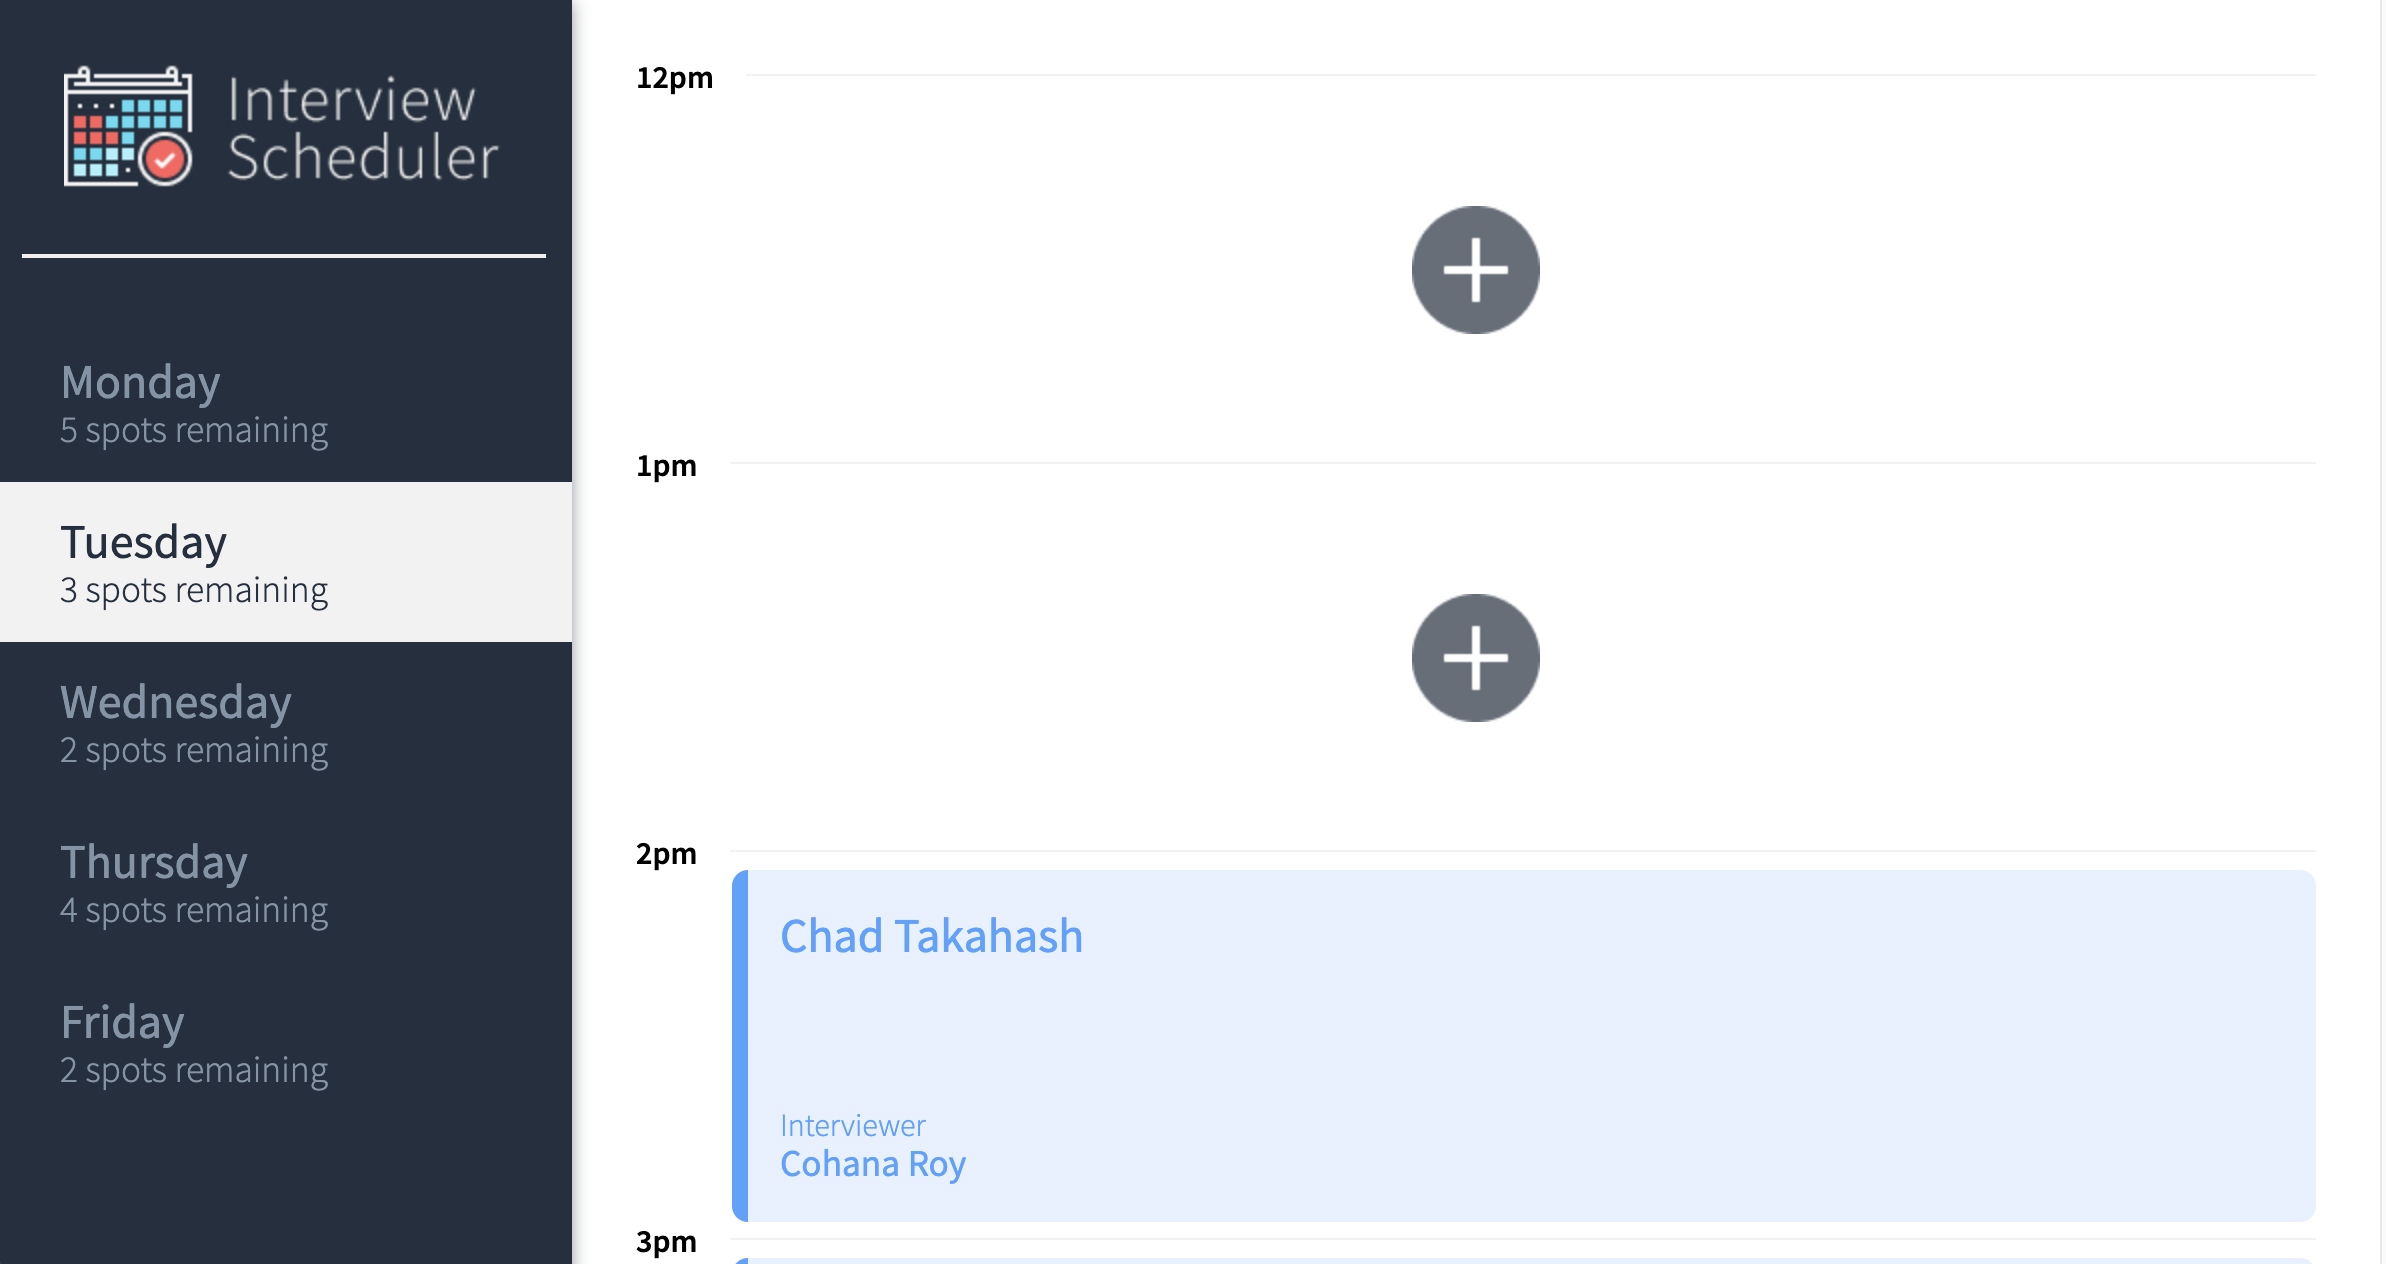 Interview
Scheduler
Monday
5 spots remaining
Tuesday
3 spots remaining
Wednesday
2 spots remaining
Thursday
4 spots remaining
Friday
2 spots remaining
12pm
1pm
2pm
Chad Takahash
Interviewer
Cohana Roy
3pm